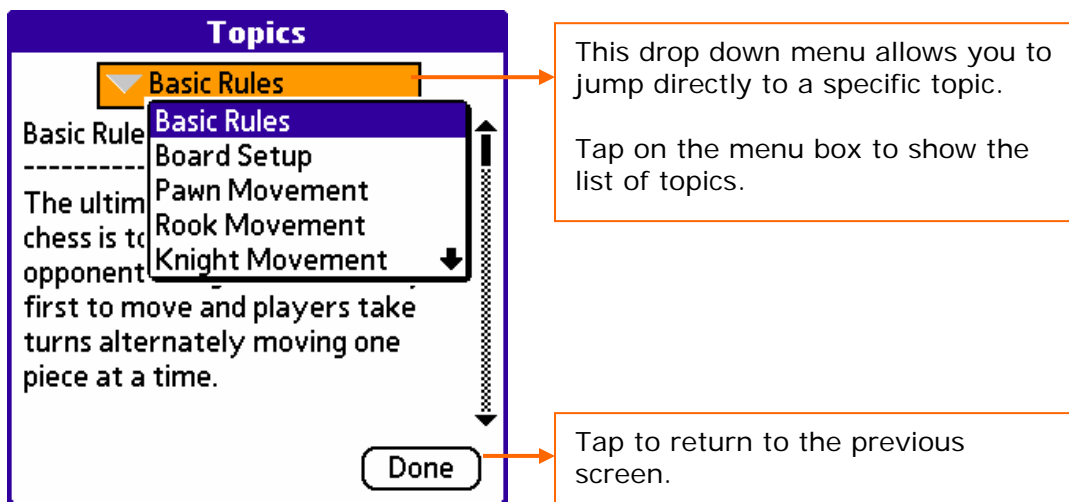 Topics
Basic Rules
Basic Rule
Basic Rules
Board Setup
Pawn Movement
Rook Movement
Knight Movement
----------
The ultim
chess is to
opponent
first to move and players take
turns alternately moving one
piece at a time.
Done
This drop down menu allows you to
jump directly to a specific topic.
Tap on the menu box to show the
list of topics.
Tap to return to the previous
screen.